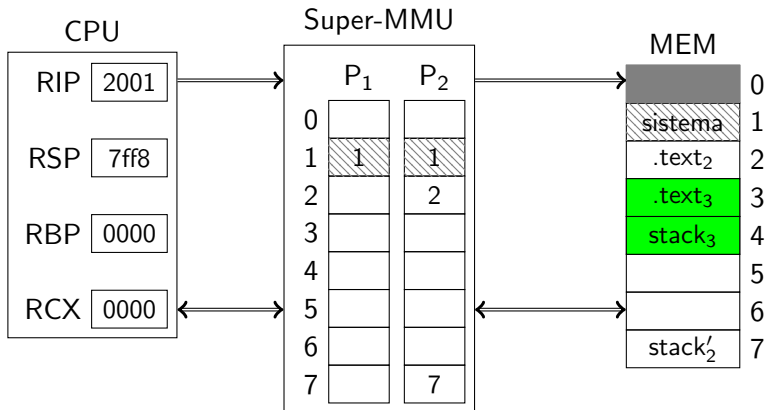 CPU
RIP 2001
RSP 7ff8
RBP 0000
RCX 0000
Super-MMU
P₁ P₂
0
1 1 1
2 2
3
4
5
6
7 7
MEM
0
sistema 1
.text₂ 2
.text₃ 3
stack₃ 4
5
6
stack′₂ 7